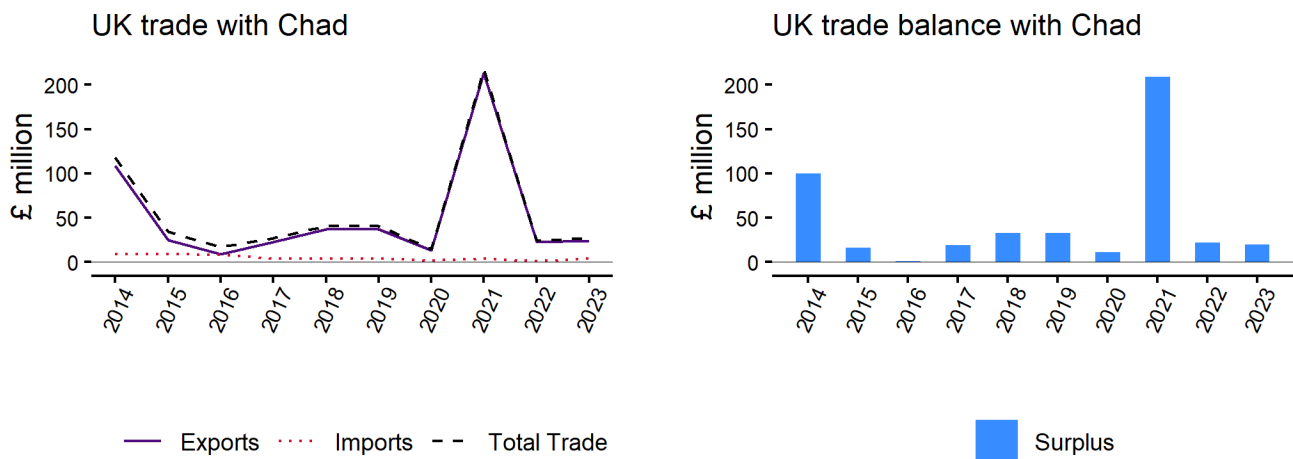 UK trade with Chad
£ million
200
150
100
50
0
2014 2015 2016 2017 2018 2019 2020 2021 2022 2023
Exports Imports Total Trade
UK trade balance with Chad
£ million
200
150
100
50
0
2014 2015 2016 2017 2018 2019 2020 2021 2022 2023
Surplus